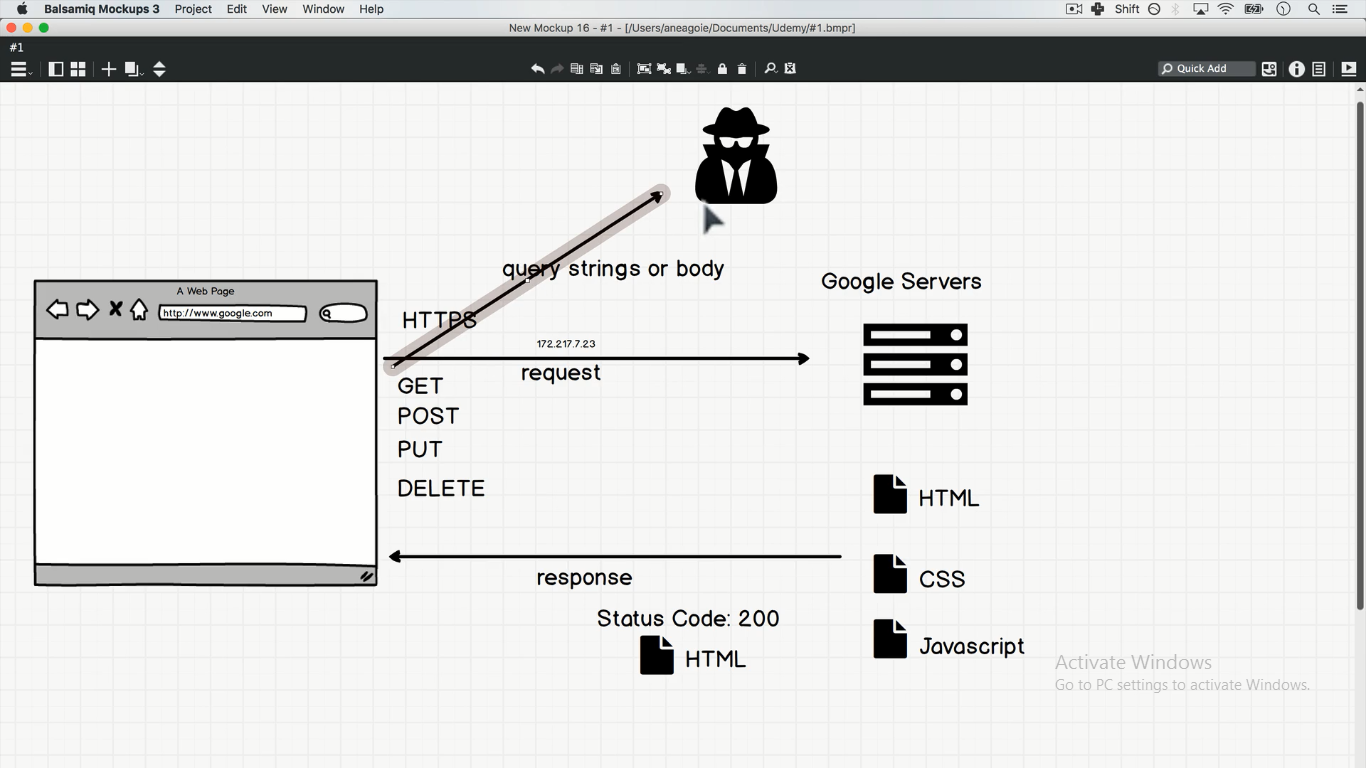 Balsamiq Mockups 3 Project Edit View Window Help Shift
New Mockup 16 - #1 - [/Users/aneagoie/Documents/Udemy/#1.bmpr]
#1
Quick Add
query strings or body
Google Servers
A Web Page
http://www.google.com
HTTPS
172.217.7.23
request
GET
POST
PUT
DELETE
HTML
response
CSS
Status Code: 200
Javascript
HTML
Activate Windows
Go to PC settings to activate Windows.